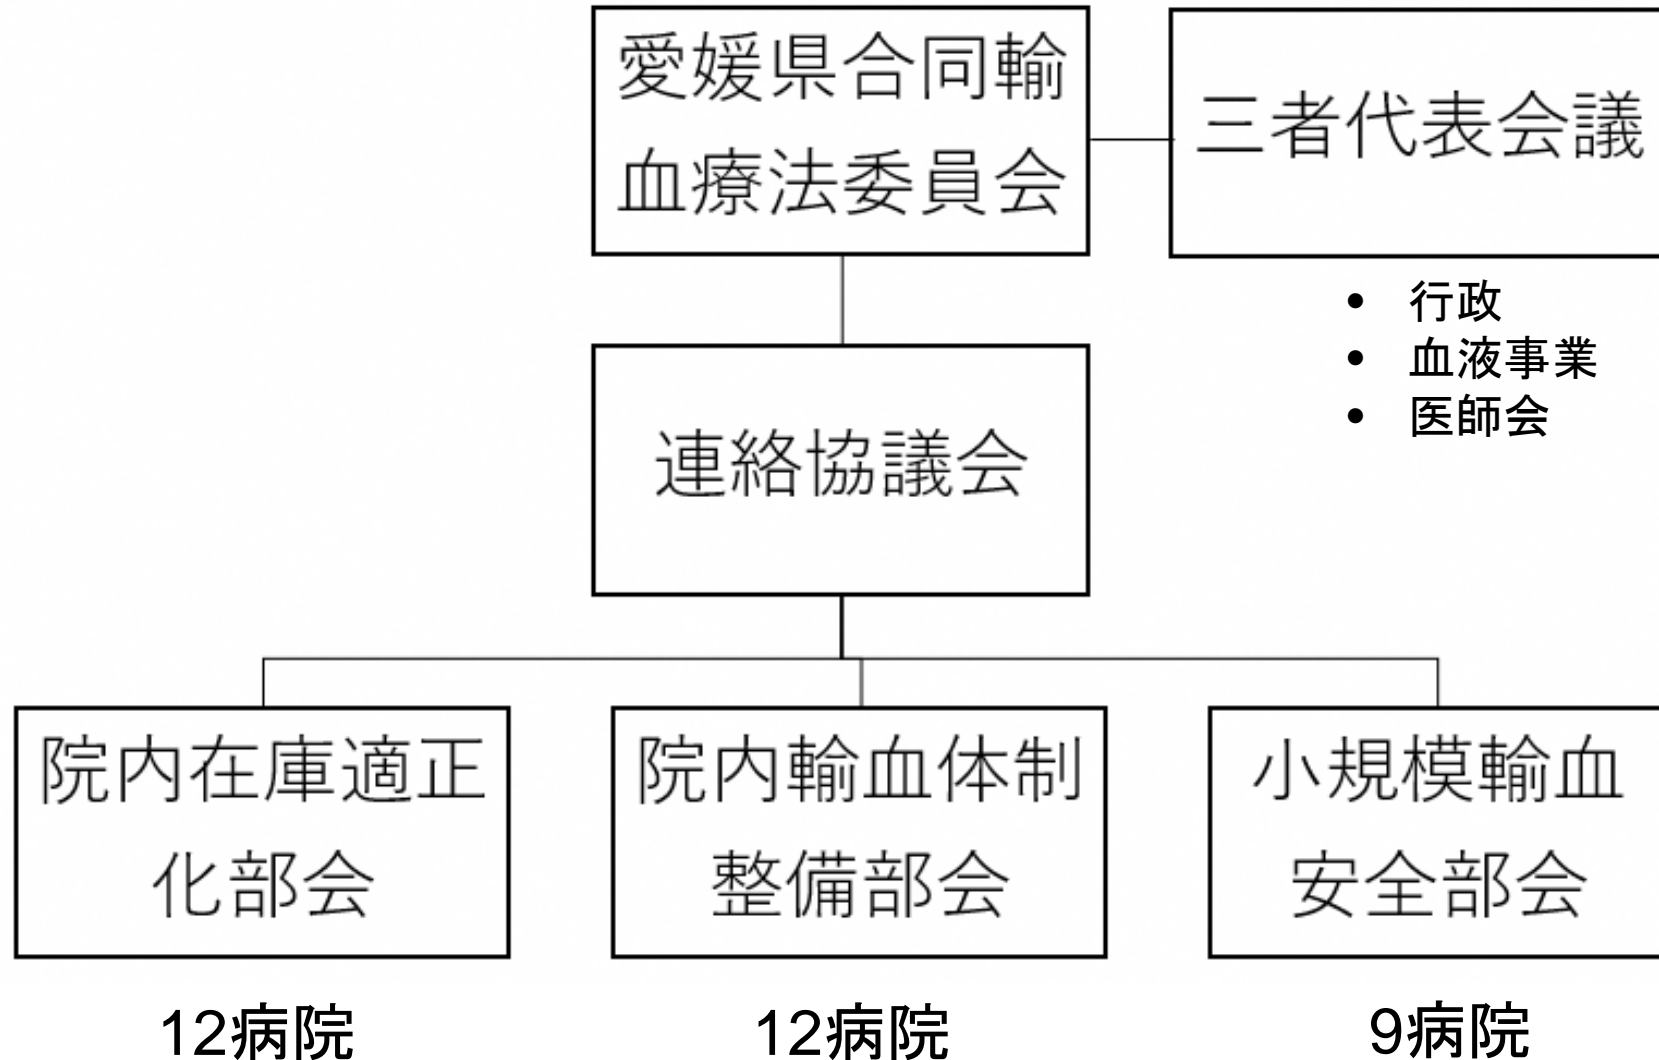 愛媛県合同輸
血療法委員会
三者代表会議
• 行政
• 血液事業
• 医師会
連絡協議会
院内在庫適正
化部会
院内輸血体制
整備部会
小規模輸血
安全部会
12病院
12病院
9病院